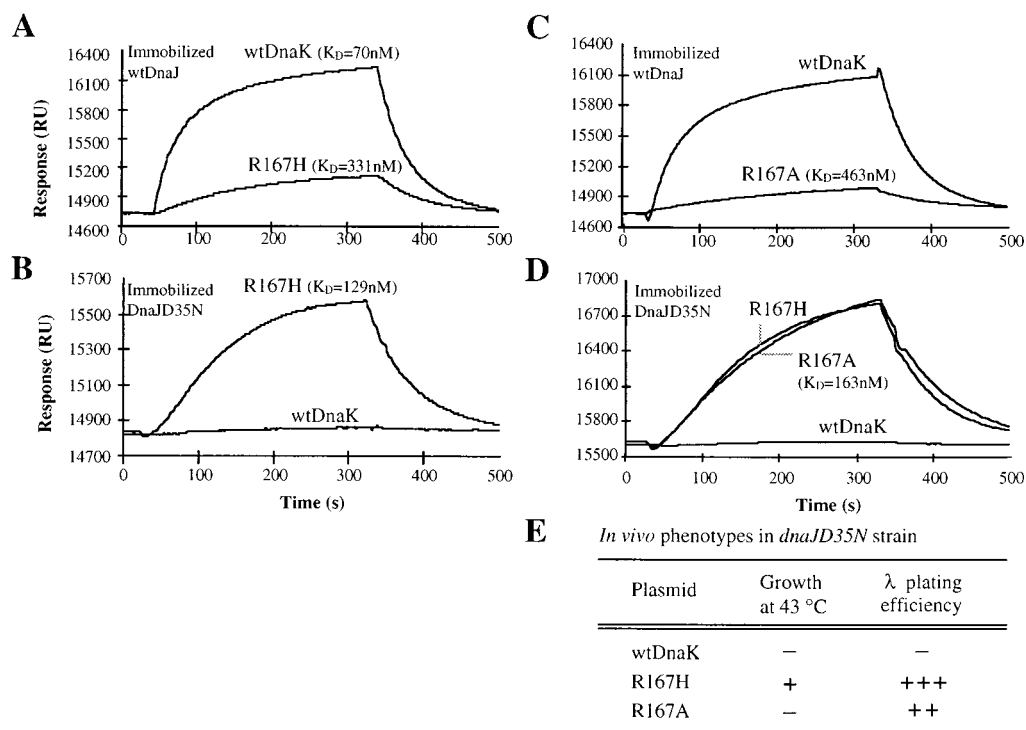 A
Immobilized
wtDnaJ
wtDnaK (KD=70nM)
R167H (KD=331nM)
Response (RU)
16400
16100
15800
15500
15200
14900
14600
0 100 200 300 400 500
B
Immobilized
DnaJD35N
R167H (KD=129nM)
wtDnaK
Response (RU)
15700
15500
15300
15100
14900
14700
0 100 200 300 400 500
Time (s)
C
Immobilized
wtDnaJ
wtDnaK
R167A (KD=463nM)
16400
16100
15800
15500
15200
14900
14600
0 100 200 300 400 500
D
Immobilized
DnaJD35N
R167H
R167A
(KD=163nM)
wtDnaK
17000
16700
16400
16100
15800
15500
0 100 200 300 400 500
Time (s)
E
In vivo phenotypes in dnaJD35N strain
Plasmid Growth at 43 °C λ plating efficiency
wtDnaK − −
R167H + +++
R167A − ++